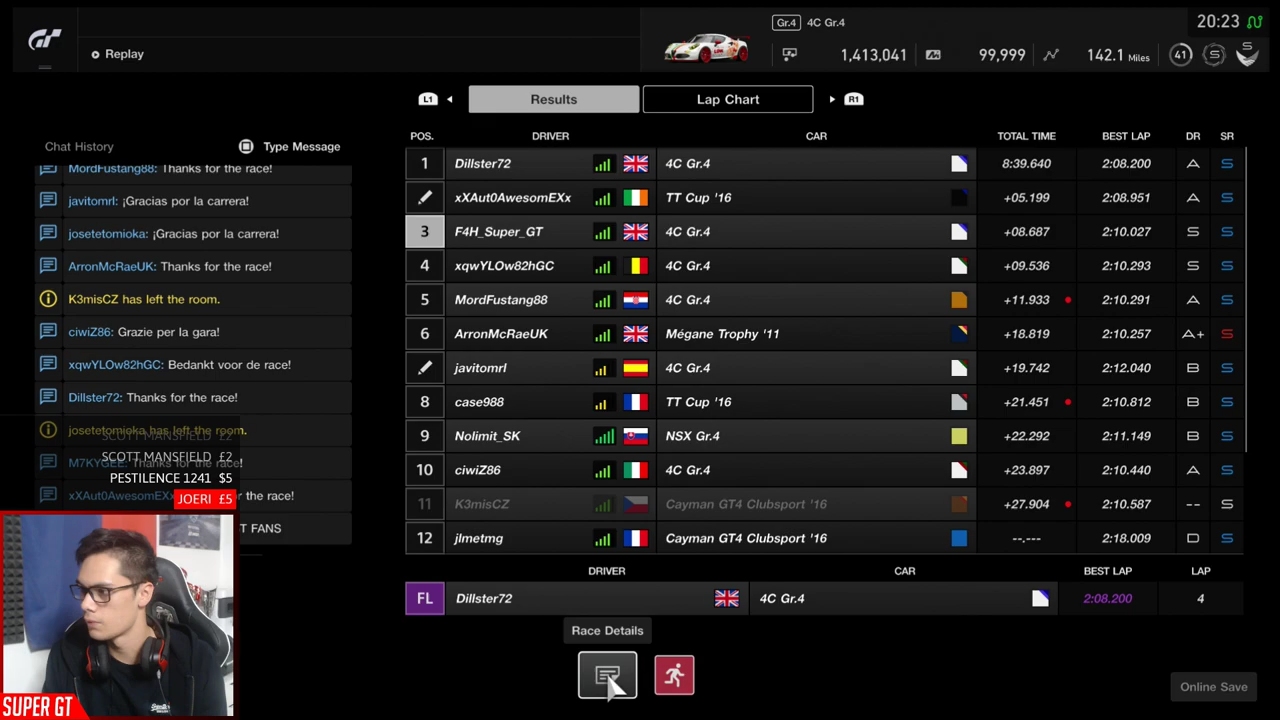 Replay
Gr.4 4C Gr.4
20:23
1,413,041 99,999 142.1 Miles 41 S S
L1 Results Lap Chart R1
Chat History Type Message
MordFustang88: Thanks for the race!
javitomrl: ¡Gracias por la carrera!
josetetomioka: ¡Gracias por la carrera!
ArronMcRaeUK: Thanks for the race!
K3misCZ has left the room.
ciwiZ86: Grazie per la gara!
xqwYLOw82hGC: Bedankt voor de race!
Dillster72: Thanks for the race!
josetetomioka has left the room.
SCOTT MANSFIELD £2
SCOTT MANSFIELD £2
M7KYGEE: Thanks for the race!
PESTILENCE 1241 $5
xXAut0AwesomEXx the race!
JOERI £5
T FANS
POS. DRIVER CAR TOTAL TIME BEST LAP DR SR
1 Dillster72 4C Gr.4 8:39.640 2:08.200 A S
xXAut0AwesomEXx TT Cup '16 +05.199 2:08.951 A S
3 F4H_Super_GT 4C Gr.4 +08.687 2:10.027 S S
4 xqwYLOw82hGC 4C Gr.4 +09.536 2:10.293 S S
5 MordFustang88 4C Gr.4 +11.933 2:10.291 A S
6 ArronMcRaeUK Mégane Trophy '11 +18.819 2:10.257 A+ S
javitomrl 4C Gr.4 +19.742 2:12.040 B S
8 case988 TT Cup '16 +21.451 2:10.812 B S
9 Nolimit_SK NSX Gr.4 +22.292 2:11.149 B S
10 ciwiZ86 4C Gr.4 +23.897 2:10.440 A S
11 K3misCZ Cayman GT4 Clubsport '16 +27.904 2:10.587 -- S
12 jlmetmg Cayman GT4 Clubsport '16 --.--- 2:18.009 D S
DRIVER CAR BEST LAP LAP
FL Dillster72 4C Gr.4 2:08.200 4
Race Details
Online Save
SUPER GT